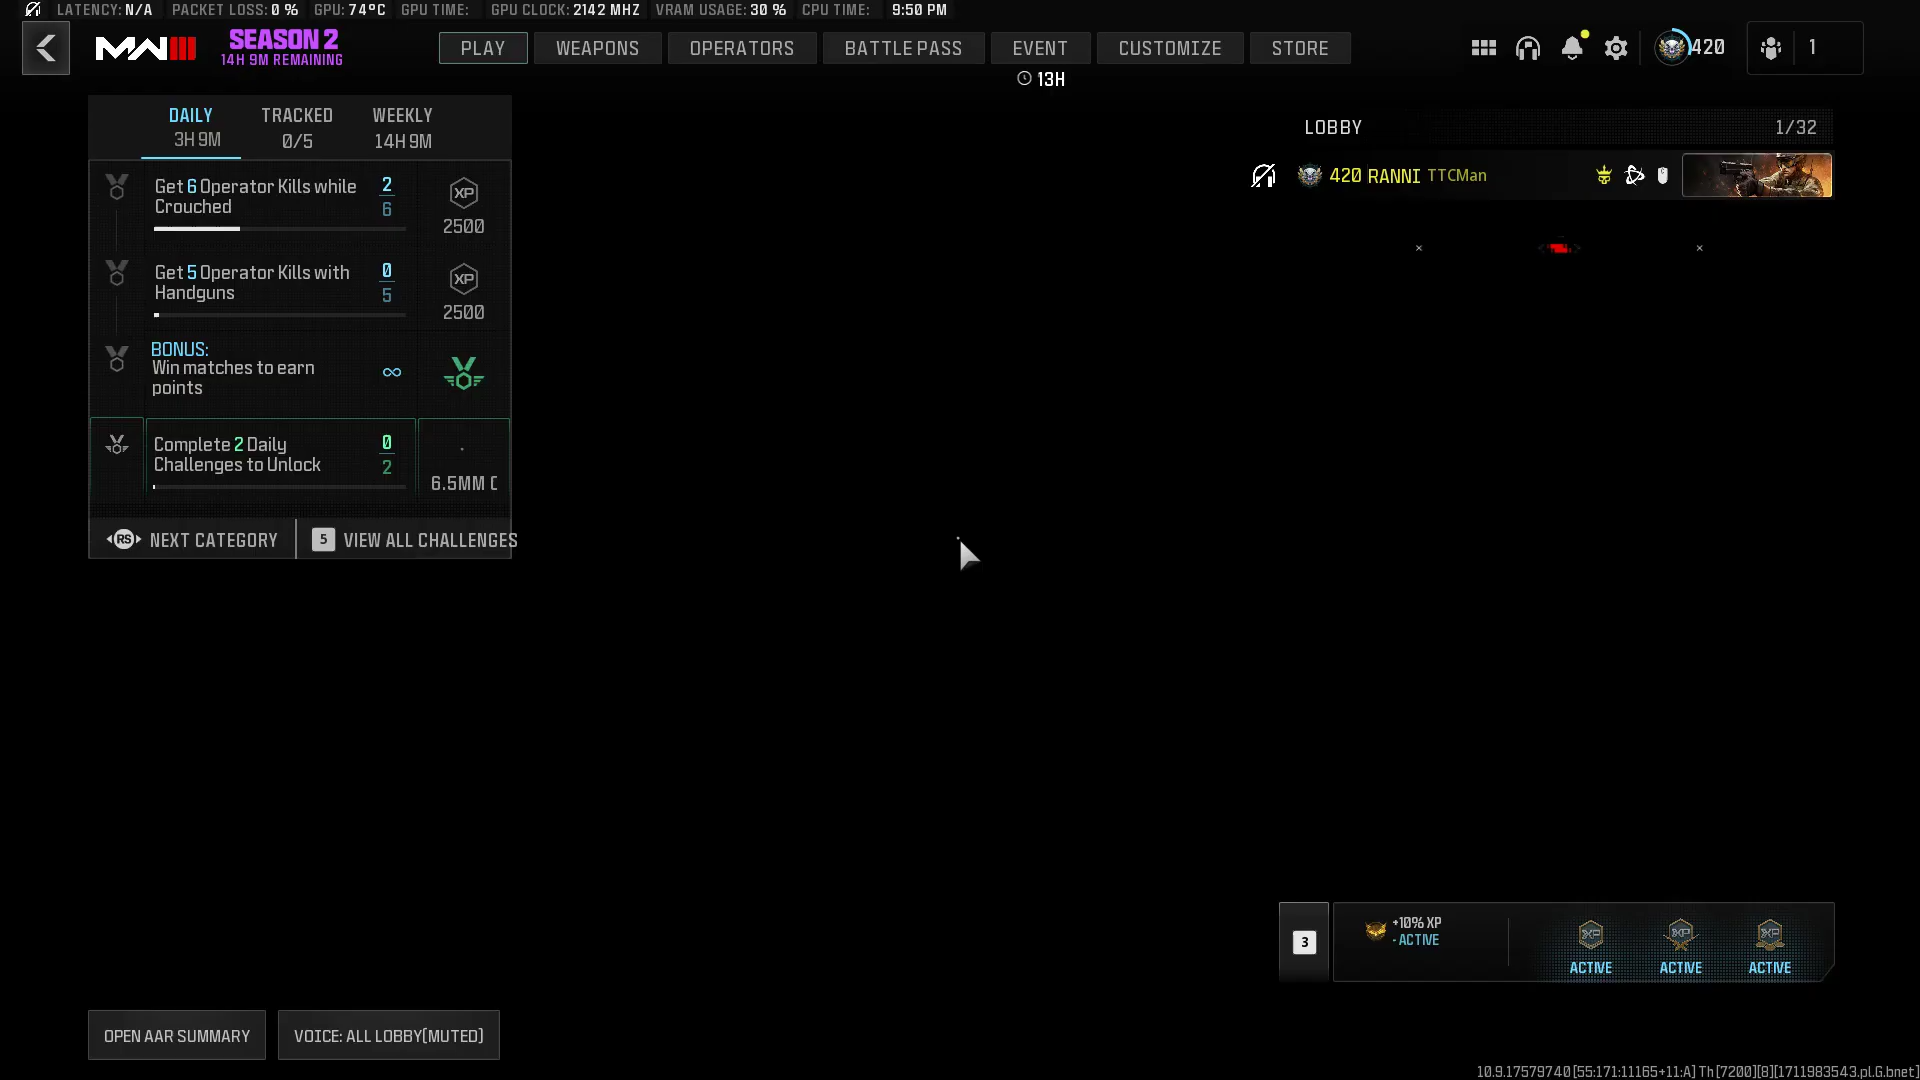 LATENCY: N/A PACKET LOSS: 0 % GPU: 74°C GPU TIME: GPU CLOCK: 2142 MHZ VRAM USAGE: 30 % CPU TIME: 9:50 PM
MWIII SEASON 2
14H 9M REMAINING
PLAY WEAPONS OPERATORS BATTLE PASS EVENT CUSTOMIZE STORE
420 1
13H
DAILY TRACKED WEEKLY
3H 9M 0/5 14H 9M
LOBBY 1/32
420 RANNI TTCMan
Get 6 Operator Kills while
Crouched
2
6
XP
2500
Get 5 Operator Kills with
Handguns
0
5
XP
2500
BONUS:
Win matches to earn
points
∞
Complete 2 Daily
Challenges to Unlock
0
2
6.5MM C
RS NEXT CATEGORY 5 VIEW ALL CHALLENGES
3
+10% XP
- ACTIVE
XP XP XP
ACTIVE ACTIVE ACTIVE
OPEN AAR SUMMARY VOICE: ALL LOBBY[MUTED]
10.9.17579740 [55:171:11165+11:A] Th [7200][8][1711983543.pl.G.bnet]